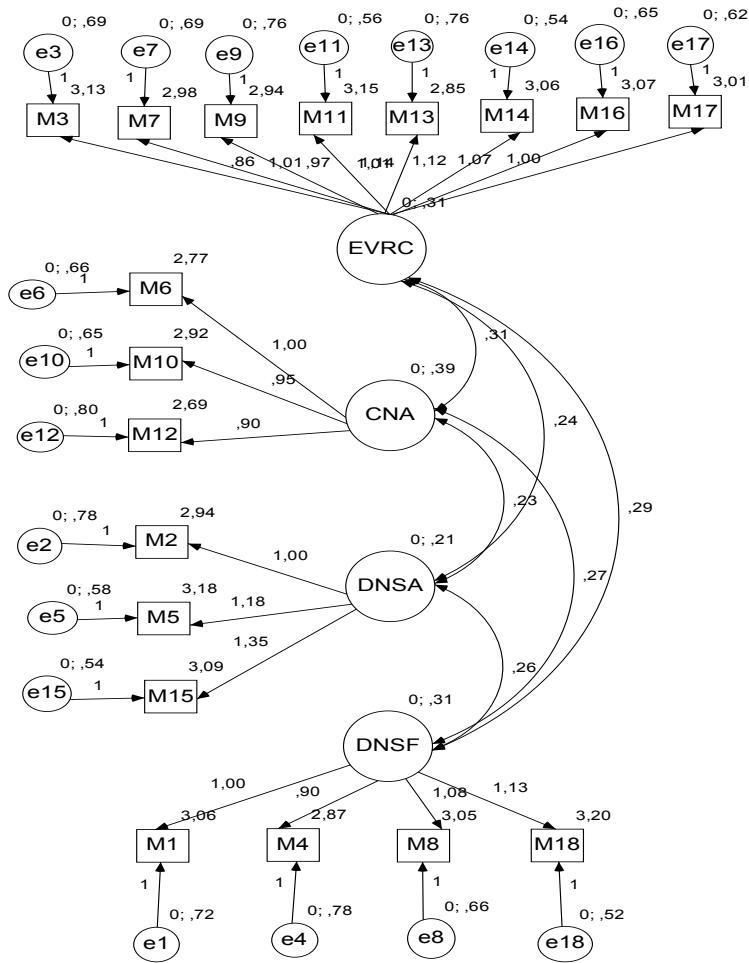 0; ,69
0; ,69
0; ,76
0; ,56
0; ,76
0; ,54
0; ,65
0; ,62
e3
e7
e9
e11
e13
e14
e16
e17
1
1
1
1
1
1
1
1
3,13
2,98
2,94
3,15
2,85
3,06
3,07
3,01
M3
M7
M9
M11
M13
M14
M16
M17
,86
1,01
,97
1,12
1,07
1,00
0; ,31
EVRC
0; ,66
2,77
e6
1
M6
1,00
,31
0; ,65
2,92
e10
1
M10
,95
0; ,39
CNA
0; ,80
2,69
e12
1
M12
,90
,24
,23
,29
0; ,78
2,94
e2
1
M2
1,00
0; ,21
DNSA
,27
0; ,58
3,18
e5
1
M5
1,18
1,35
0; ,54
3,09
e15
1
M15
,26
0; ,31
DNSF
1,00
,90
1,08
1,13
3,06
2,87
3,05
3,20
M1
M4
M8
M18
1
1
1
1
0; ,72
0; ,78
0; ,66
0; ,52
e1
e4
e8
e18